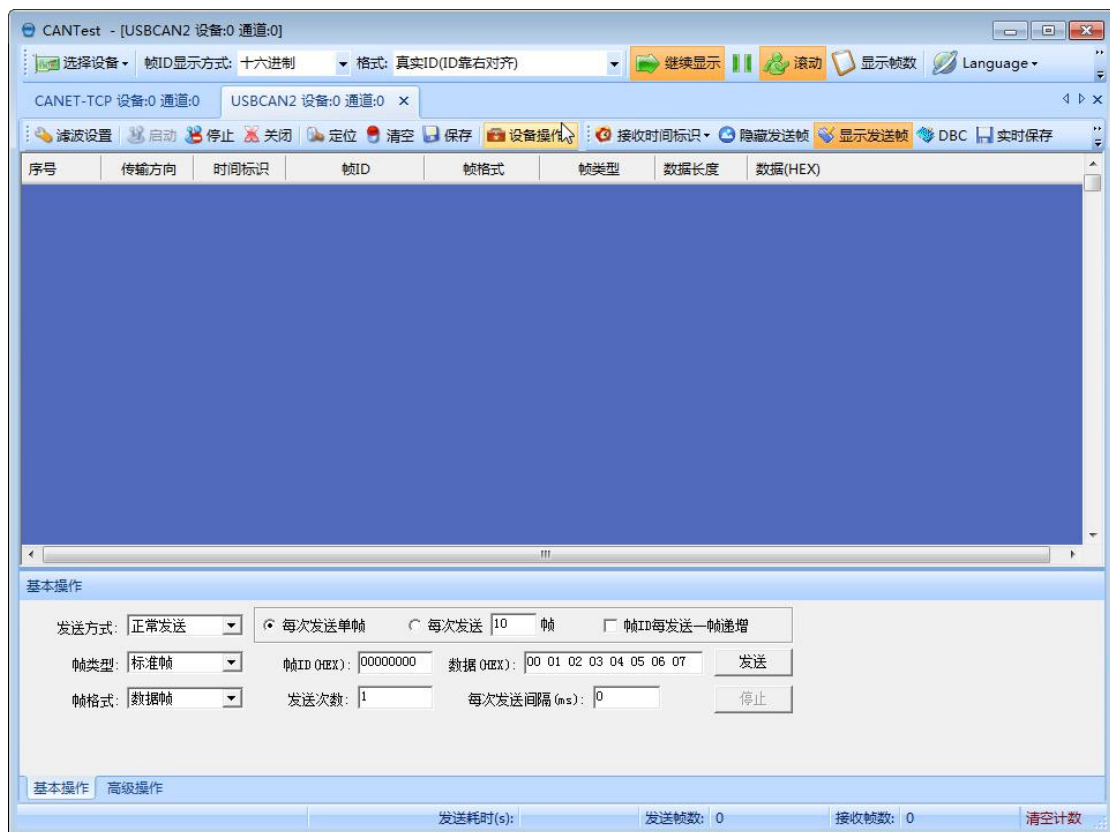 CANTest - [USBCAN2 设备:0 通道:0]
选择设备 帧ID显示方式: 十六进制 格式: 真实ID(ID靠右对齐) 继续显示 滚动 显示帧数 Language
CANET-TCP 设备:0 通道:0 USBCAN2 设备:0 通道:0 ×
滤波设置 启动 停止 关闭 定位 清空 保存 设备操作 接收时间标识 隐藏发送帧 显示发送帧 DBC 实时保存
序号 传输方向 时间标识 帧ID 帧格式 帧类型 数据长度 数据(HEX)
基本操作
发送方式: 正常发送 每次发送单帧 每次发送 10 帧 帧ID每发送一帧递增
帧类型: 标准帧 帧ID(HEX): 00000000 数据(HEX): 00 01 02 03 04 05 06 07 发送
帧格式: 数据帧 发送次数: 1 每次发送间隔(ms): 0 停止
基本操作 高级操作
发送耗时(s): 发送帧数: 0 接收帧数: 0 清空计数